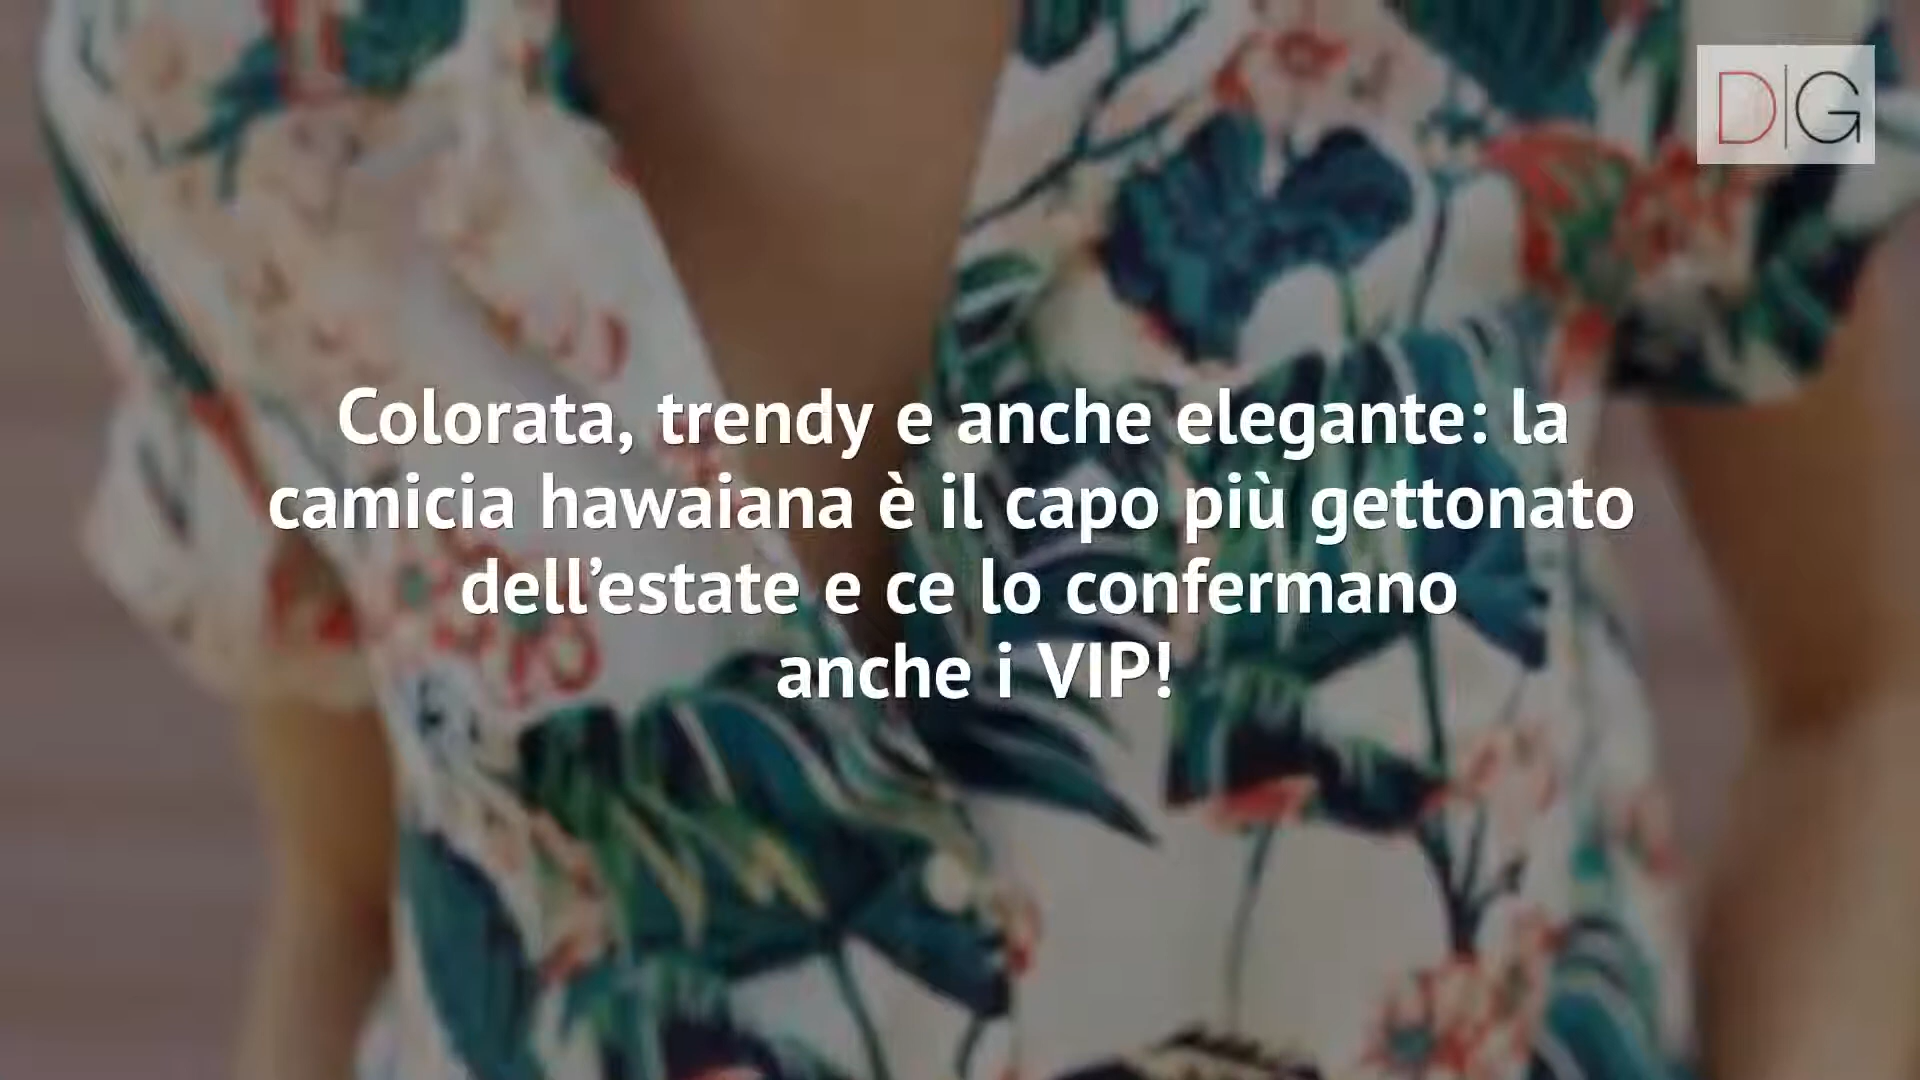 D|G
Colorata, trendy e anche elegante: la
camicia hawaiana è il capo più gettonato
dell’estate e ce lo confermano
anche i VIP!